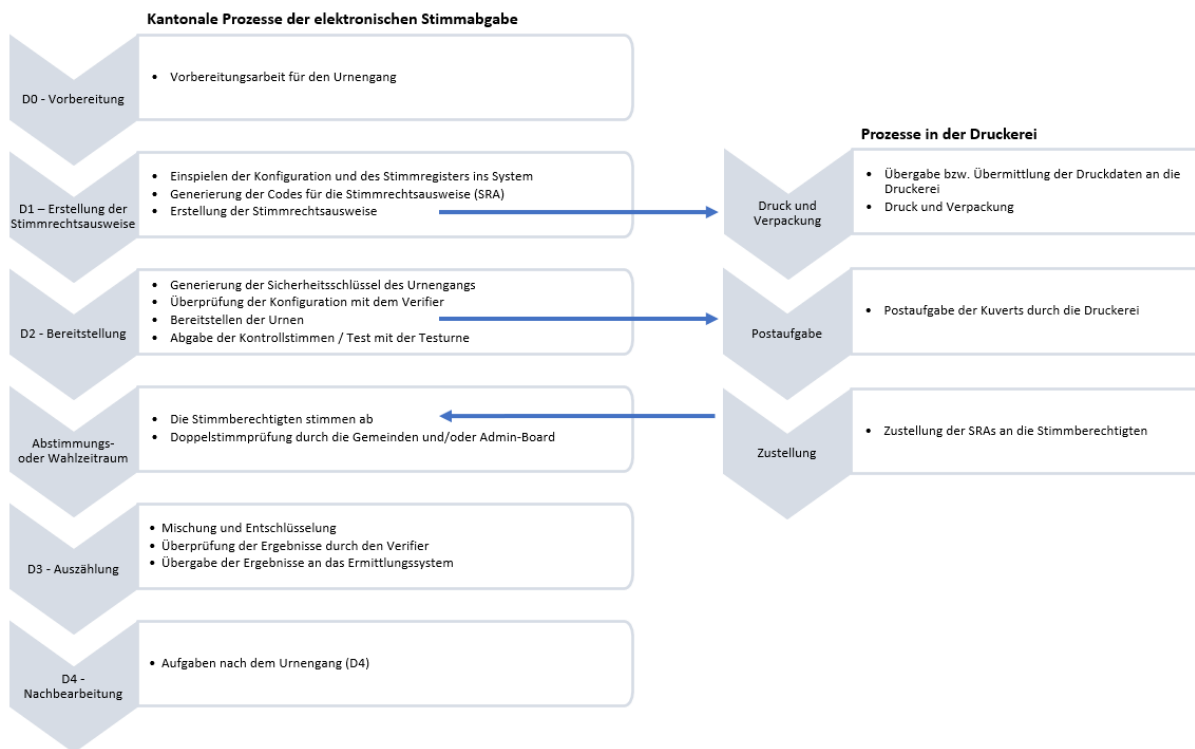 Kantonale Prozesse der elektronischen Stimmabgabe
D0 - Vorbereitung
• Vorbereitungsarbeit für den Urnengang
D1 – Erstellung der
Stimmrechtsausweise
• Einspielen der Konfiguration und des Stimmregisters ins System
• Generierung der Codes für die Stimmrechtsausweise (SRA)
• Erstellung der Stimmrechtsausweise
D2 - Bereitstellung
• Generierung der Sicherheitsschlüssel des Urnengangs
• Überprüfung der Konfiguration mit dem Verifier
• Bereitstellen der Urnen
• Abgabe der Kontrollstimmen / Test mit der Testurne
Abstimmungs-
oder Wahlzeitraum
• Die Stimmberechtigten stimmen ab
• Doppelstimmprüfung durch die Gemeinden und/oder Admin-Board
D3 - Auszählung
• Mischung und Entschlüsselung
• Überprüfung der Ergebnisse durch den Verifier
• Übergabe der Ergebnisse an das Ermittlungssystem
D4 -
Nachbearbeitung
• Aufgaben nach dem Urnengang (D4)
Prozesse in der Druckerei
Druck und
Verpackung
• Übergabe bzw. Übermittlung der Druckdaten an die
Druckerei
• Druck und Verpackung
Postaufgabe
• Postaufgabe der Kuverts durch die Druckerei
Zustellung
• Zustellung der SRAs an die Stimmberechtigten